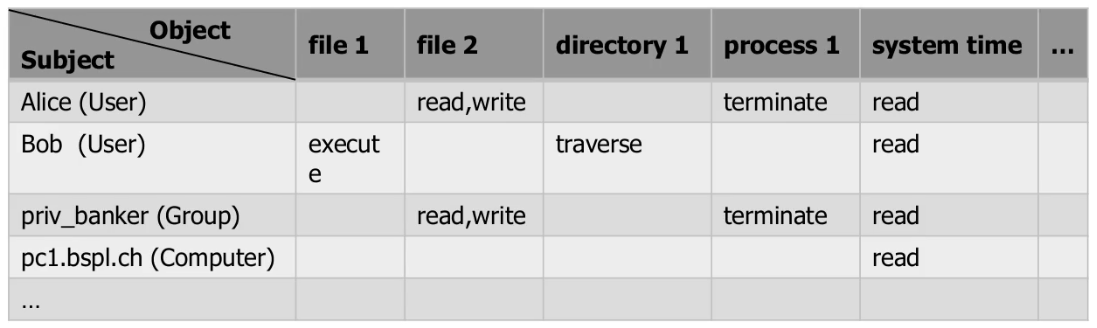 Object
Subject
file 1 file 2 directory 1 process 1 system time ...
Alice (User) read,write terminate read
Bob (User) execut traverse read
e
priv_banker (Group) read,write terminate read
pc1.bspl.ch (Computer) read
...